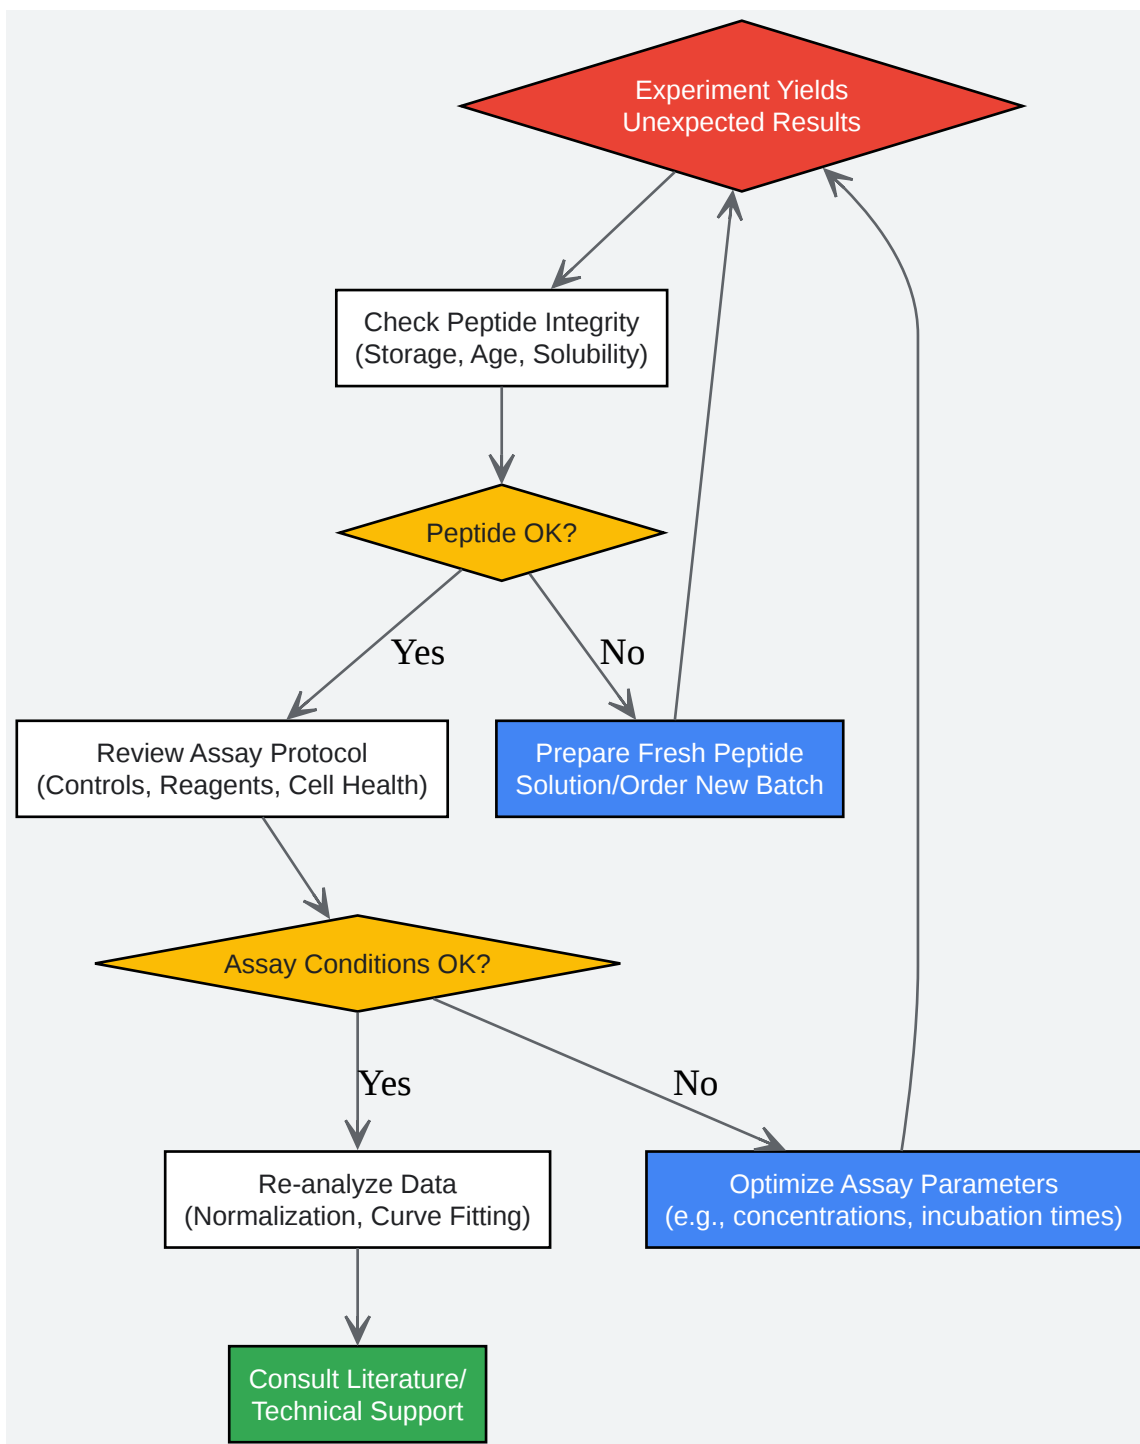 Experiment Yields
Unexpected Results
Check Peptide Integrity
(Storage, Age, Solubility)
Peptide OK?
Yes
No
Review Assay Protocol
(Controls, Reagents, Cell Health)
Prepare Fresh Peptide
Solution/Order New Batch
Assay Conditions OK?
Yes
No
Re-analyze Data
(Normalization, Curve Fitting)
Optimize Assay Parameters
(e.g., concentrations, incubation times)
Consult Literature/
Technical Support